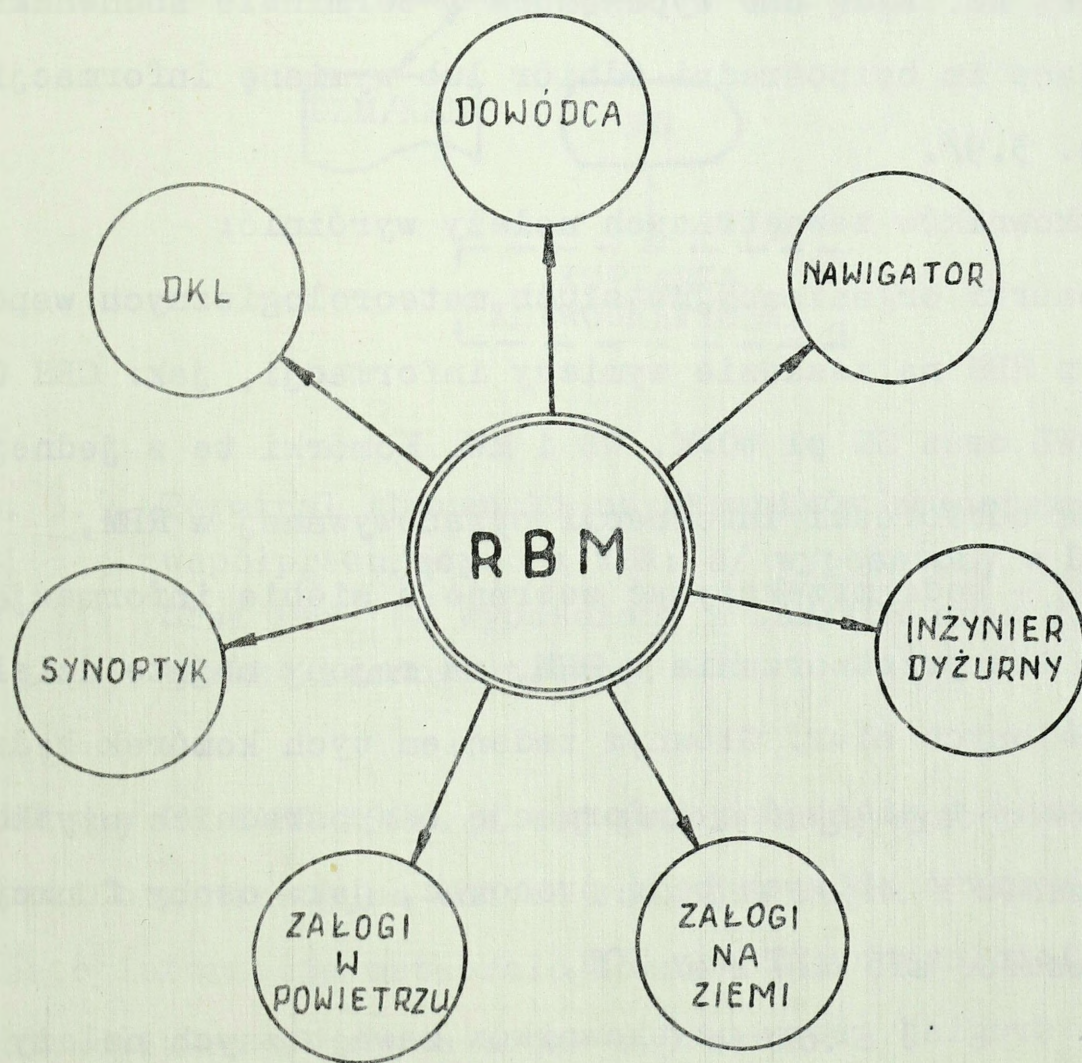 DOWÓDCA
DKL
NAWIGATOR
RBM
SYNOPTYK
INŻYNIER
DYŻURNY
ZAŁOGI
W
POWIETRZU
ZAŁOGI
NA
ZIEMI